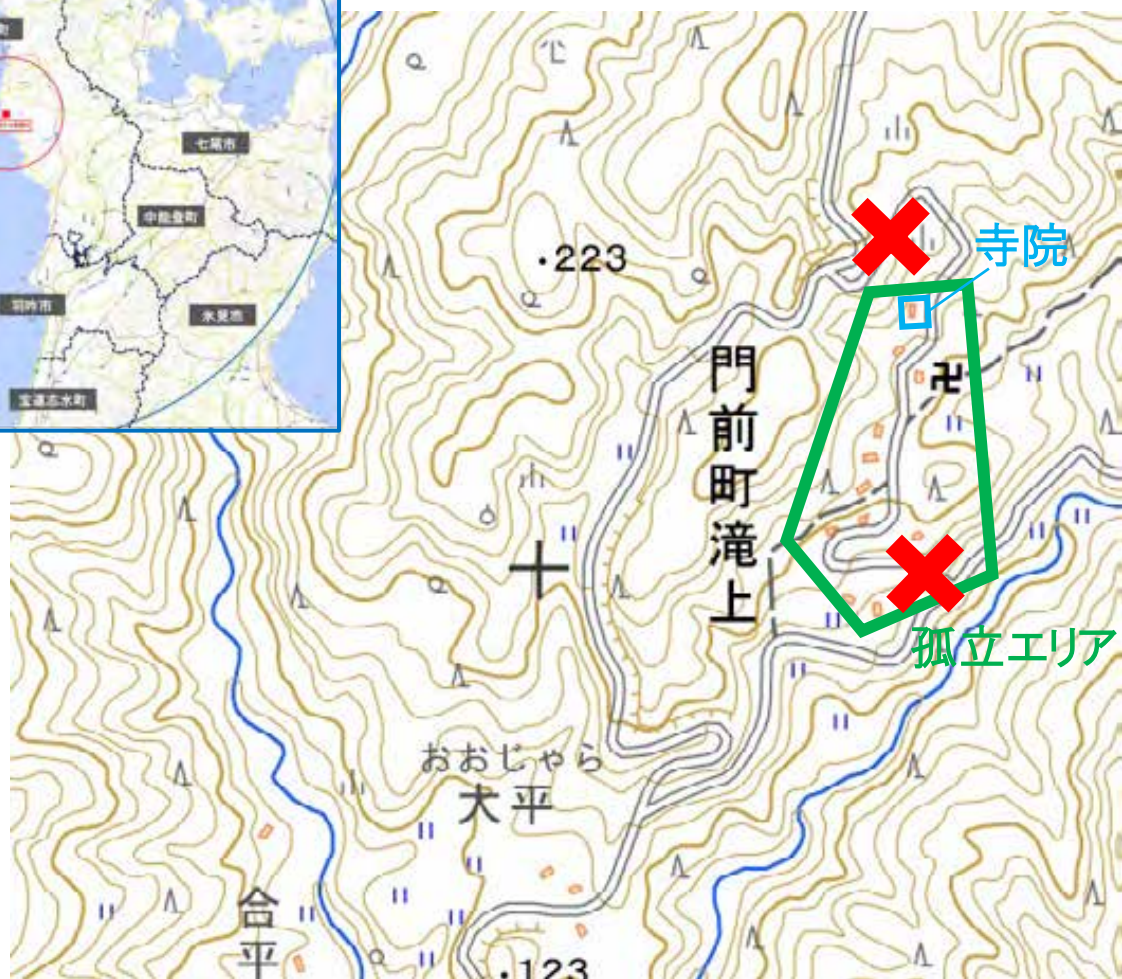 町
七尾市
中能登町
羽咋市
氷見市
宝達志水町
・223
寺院
門前町滝上
孤立エリア
おおじゃら
大平
合平
・123